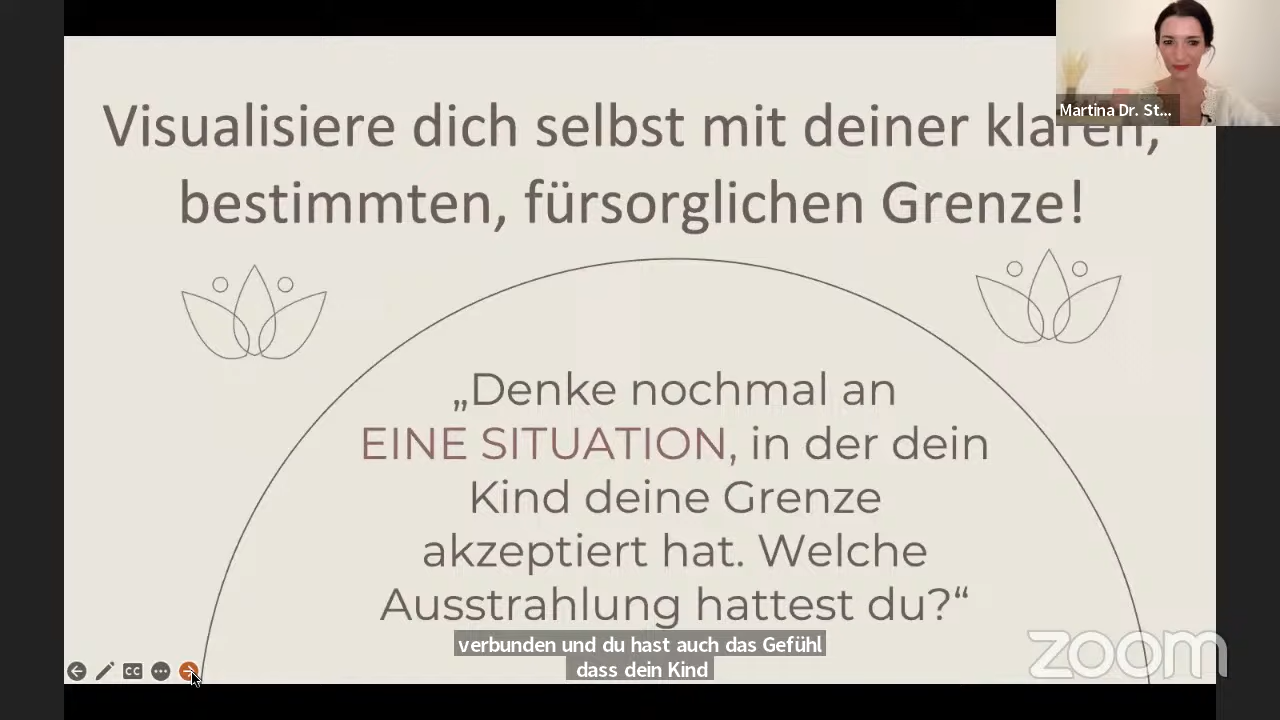 Visualisiere dich selbst mit deiner klaren,
bestimmten, fürsorglichen Grenze!
Martina Dr. St...
„Denke nochmal an
EINE SITUATION, in der dein
Kind deine Grenze
akzeptiert hat. Welche
Ausstrahlung hattest du?“
verbunden und du hast auch das Gefühl
dass dein Kind
CC
zoom